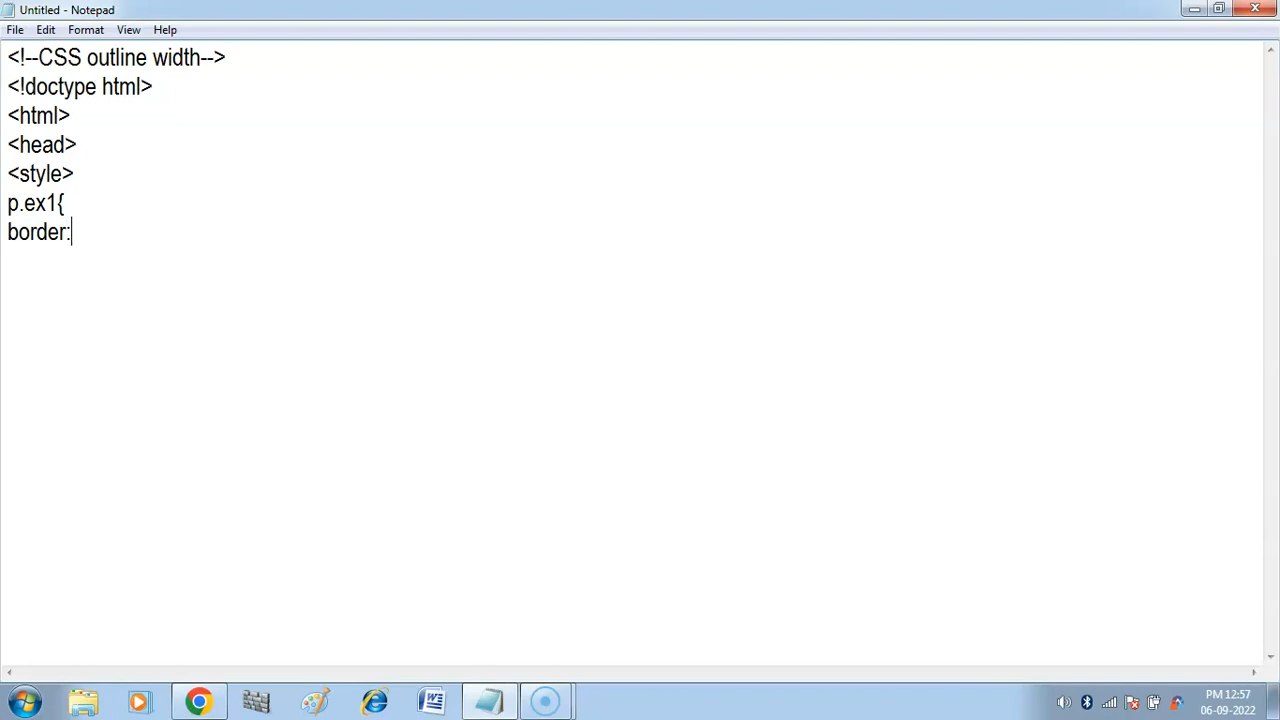 Untitled - Notepad
File Edit Format View Help
<!--CSS outline width-->
<!doctype html>
<html>
<head>
<style>
p.ex1{
border:
PM 12:57
06-09-2022